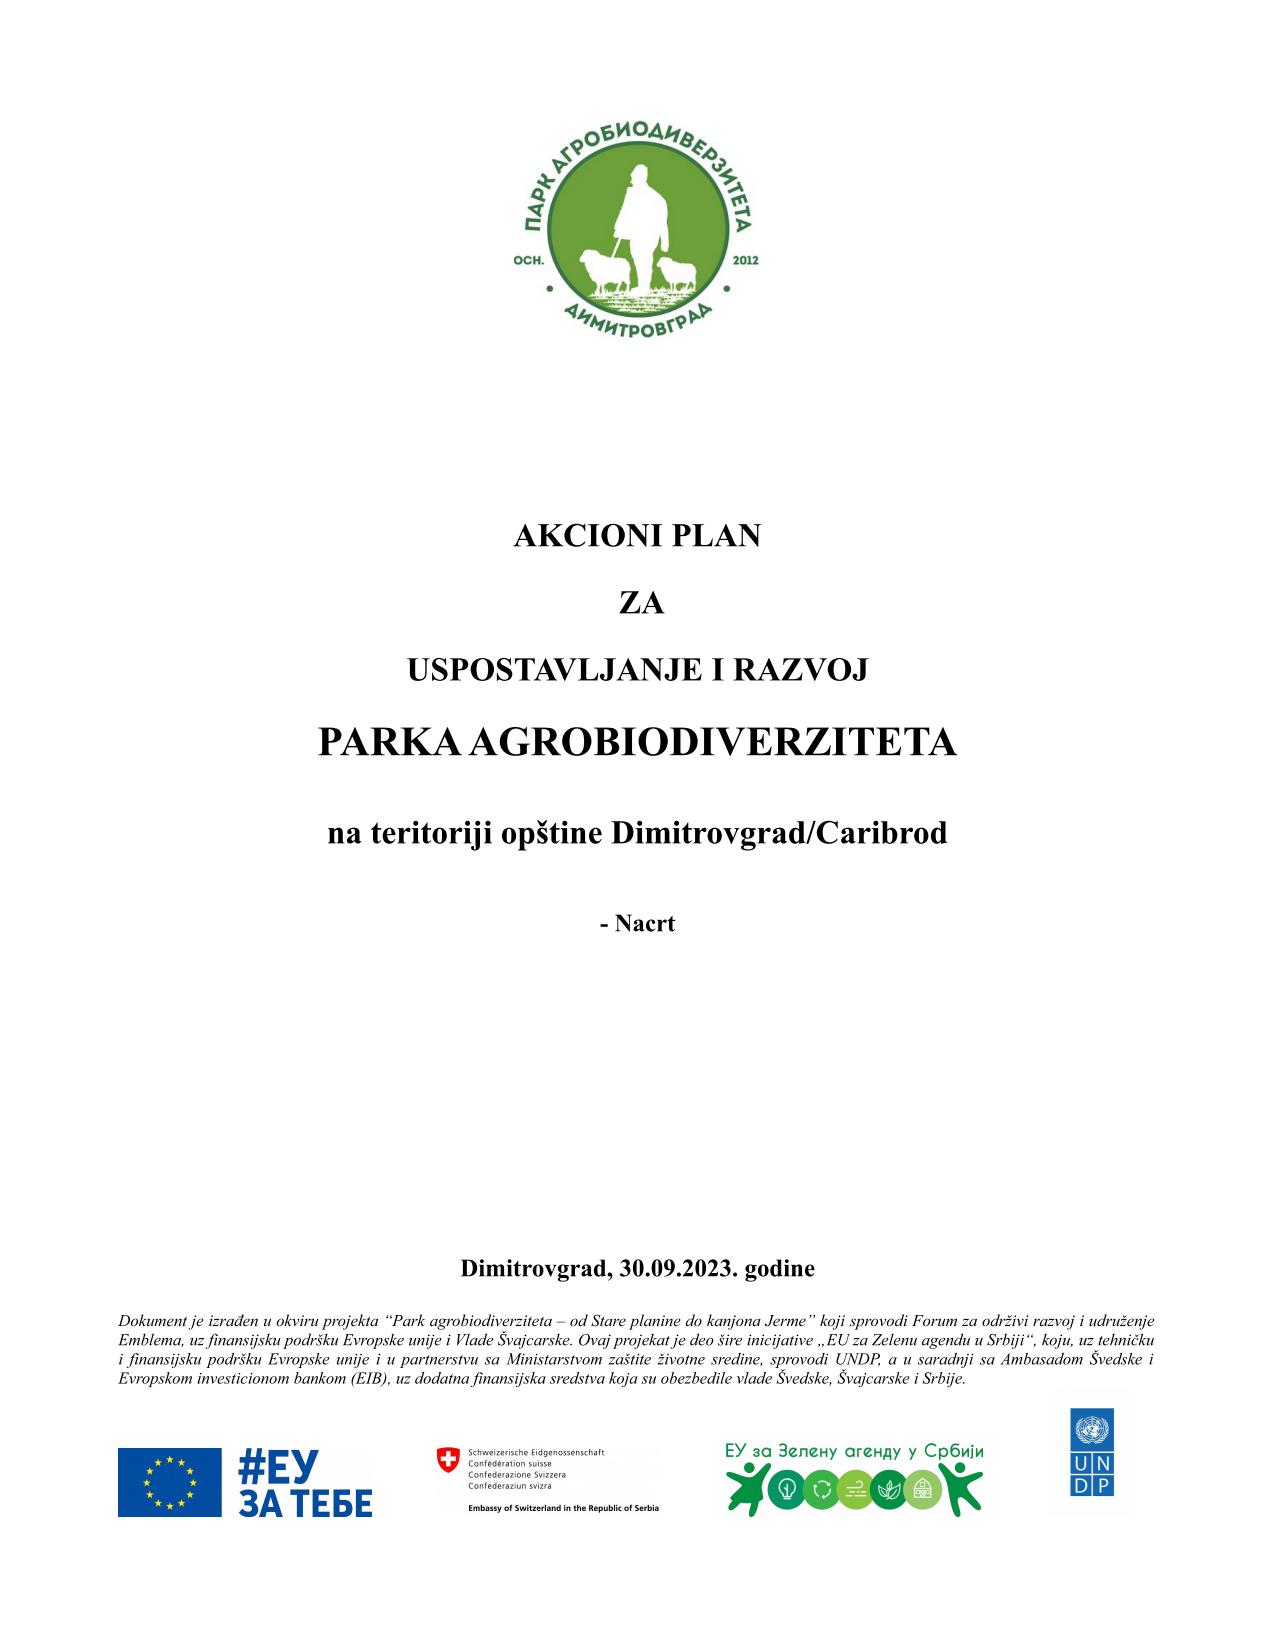 ПАРК АГРОБИОДИВЕРЗИТЕТА
ОСН. 2012
ДИМИТРОВГРАД
AKCIONI PLAN
ZA
USPOSTAVLJANJE I RAZVOJ
PARKA AGROBIODIVERZITETA
na teritoriji opštine Dimitrovgrad/Caribrod
- Nacrt
Dimitrovgrad, 30.09.2023. godine
Dokument je izrađen u okviru projekta “Park agrobiodiverziteta – od Stare planine do kanjona Jerme” koji sprovodi Forum za održivi razvoj i udruženje
Emblema, uz finansijsku podršku Evropske unije i Vlade Švajcarske. Ovaj projekat je deo šire inicijative „EU za Zelenu agendu u Srbiji“, koju, uz tehničku
i finansijsku podršku Evropske unije i u partnerstvu sa Ministarstvom zaštite životne sredine, sprovodi UNDP, a u saradnji sa Ambasadom Švedske i
Evropskom investicionom bankom (EIB), uz dodatna finansijska sredstva koja su obezbedile vlade Švedske, Švajcarske i Srbije.
#ЕУ
ЗА ТЕБЕ
Schweizerische Eidgenossenschaft
Confédération suisse
Confederazione Svizzera
Confederaziun svizra
Embassy of Switzerland in the Republic of Serbia
ЕУ за Зелену агенду у Србији
UN
DP